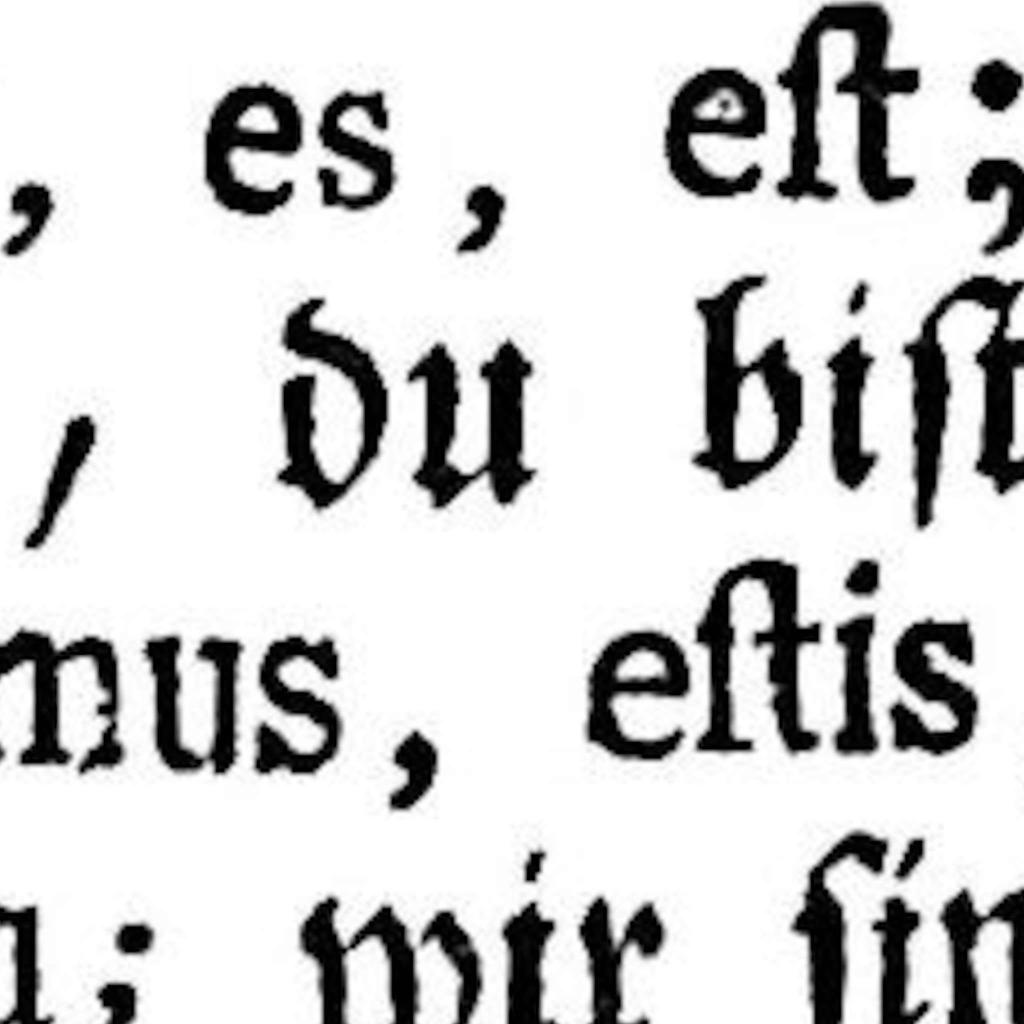 , es, eſt;
, du biſt
mus, eſtis
; wir ſin